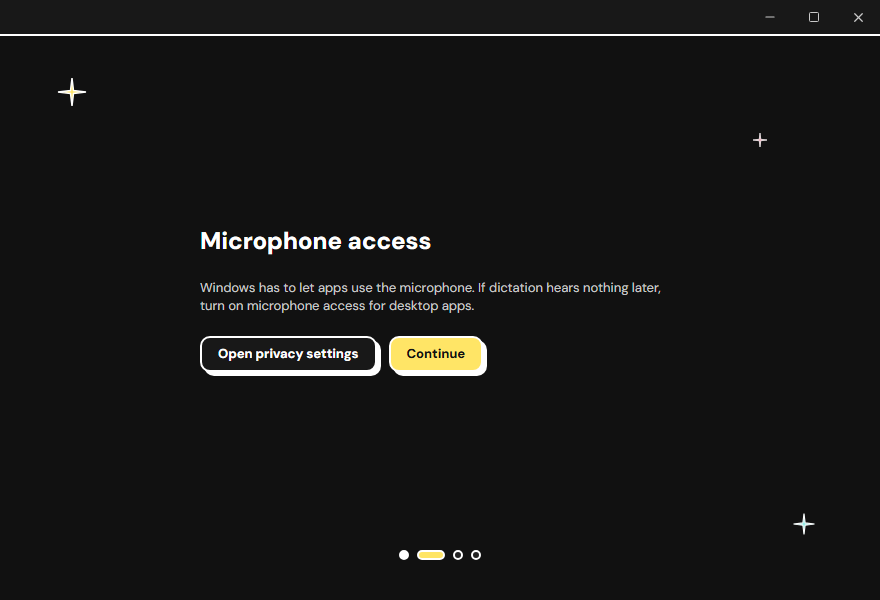 Microphone access
Windows has to let apps use the microphone. If dictation hears nothing later,
turn on microphone access for desktop apps.
Open privacy settings
Continue